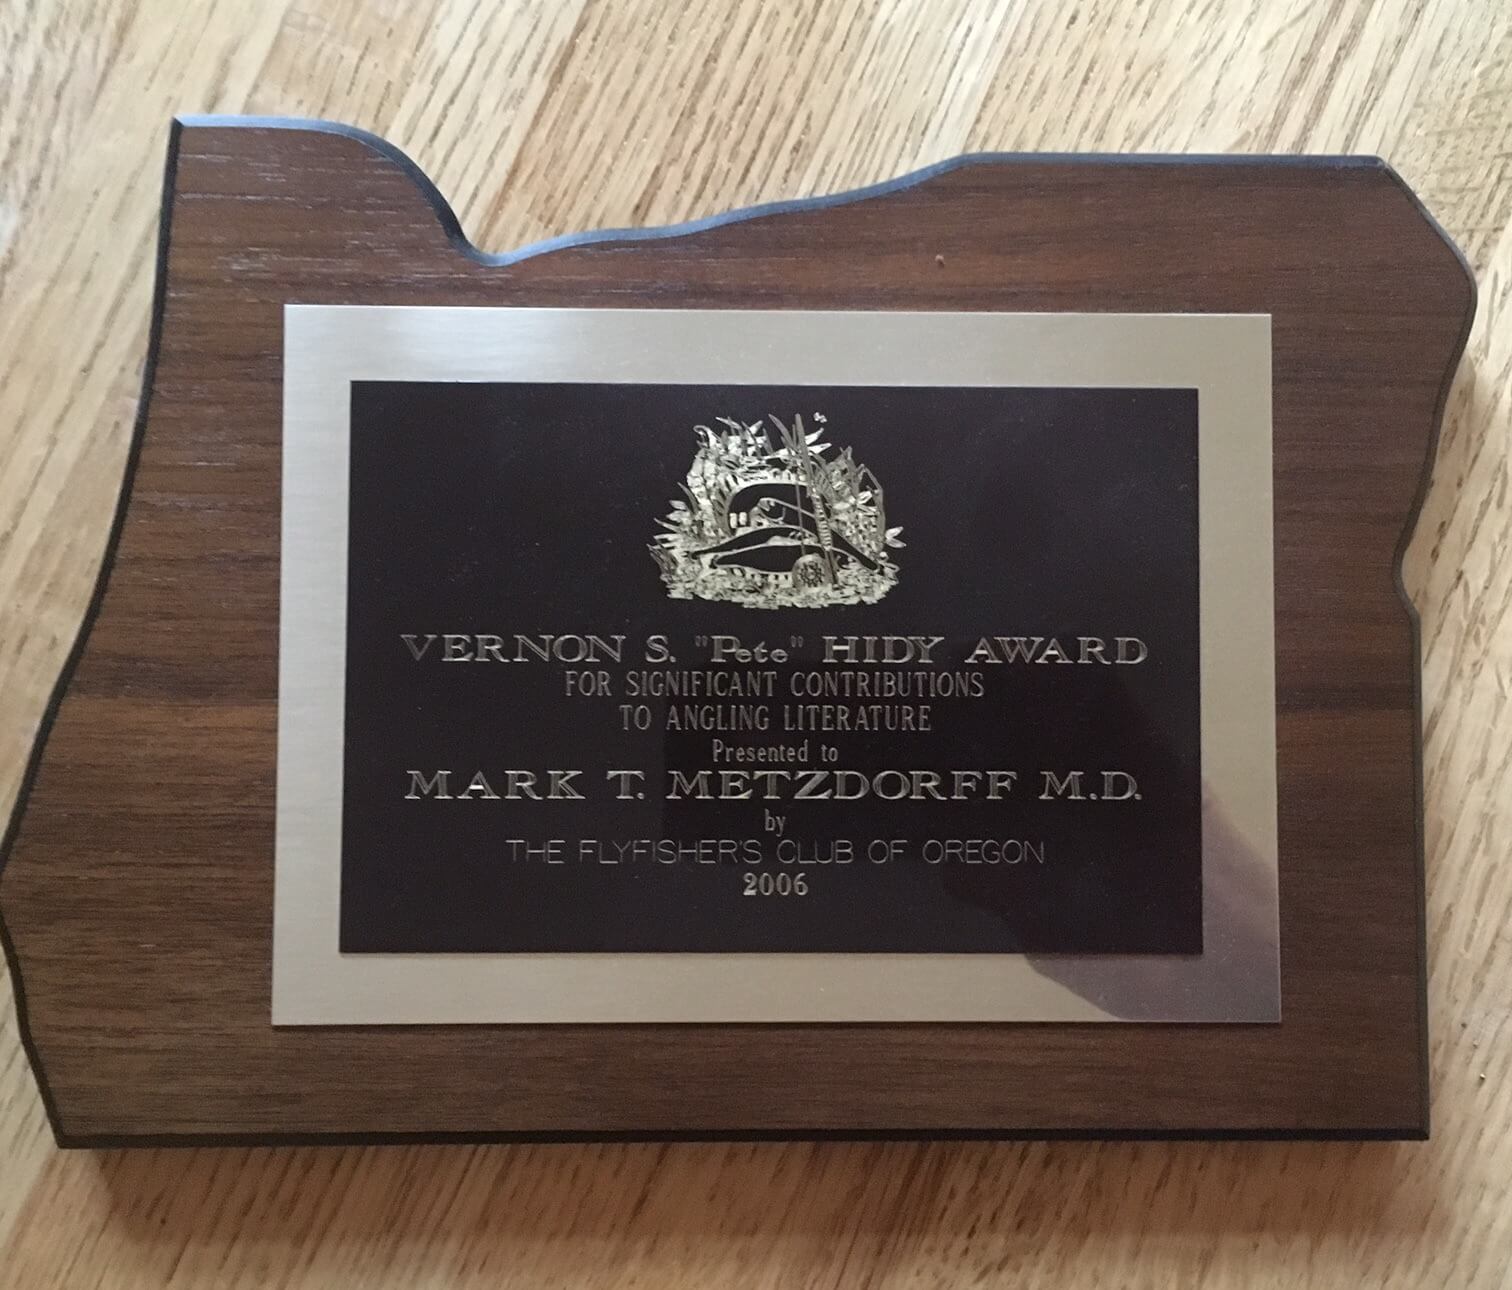 VERNON S. "Pete" HIDY AWARD
FOR SIGNIFICANT CONTRIBUTIONS
TO ANGLING LITERATURE
Presented to
MARK T. METZDORFF M.D.
by
THE FLYFISHER'S CLUB OF OREGON
2006